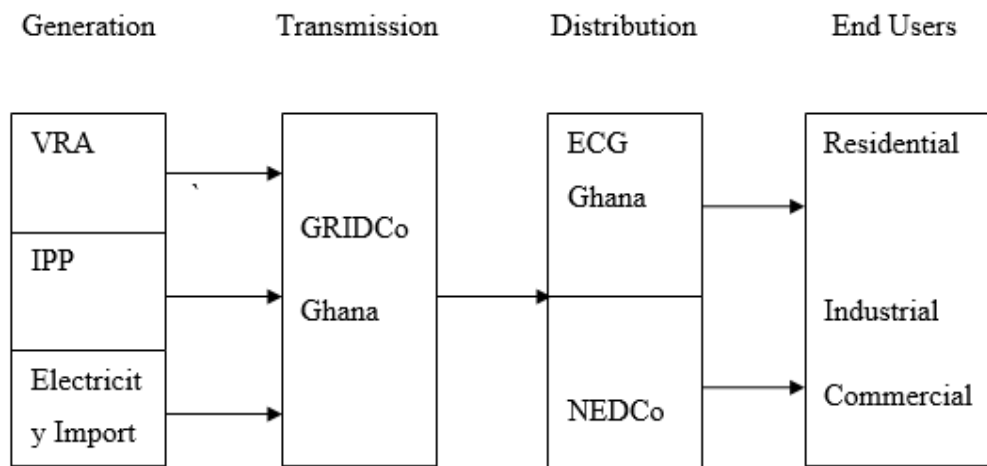 Generation Transmission Distribution End Users
VRA
`
IPP
Electricit
y Import
GRIDCo
Ghana
ECG
Ghana
NEDCo
Residential
Industrial
Commercial